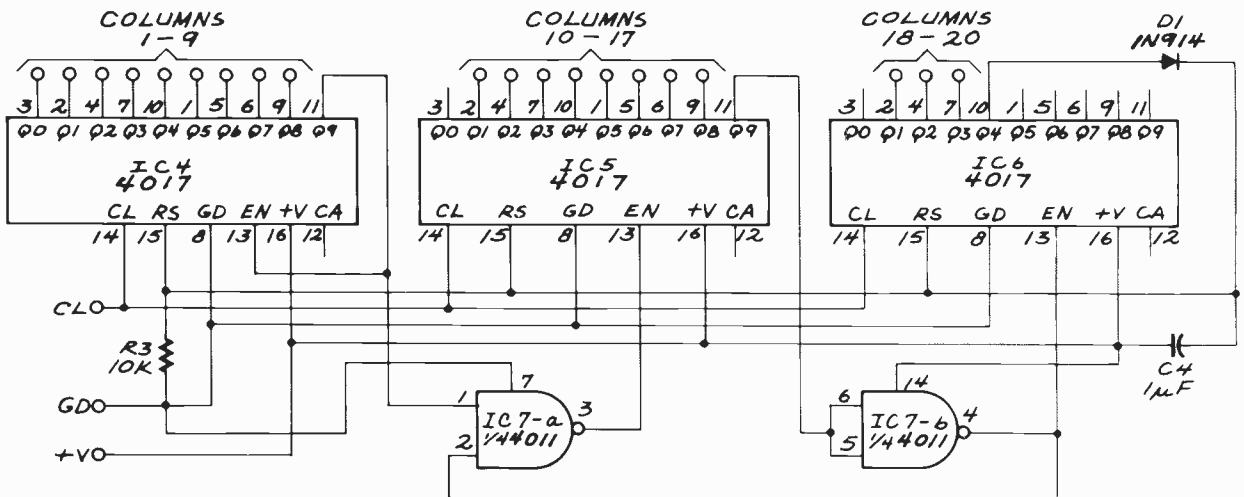 COLUMNS
1-9
COLUMNS
10-17
COLUMNS
18-20
D1
1N914
3 2 4 7 10 1 5 6 9 11
Q0 Q1 Q2 Q3 Q4 Q5 Q6 Q7 Q8 Q9
IC4
4017
CL RS GD EN +V CA
14 15 8 13 16 12
3 2 4 7 10 1 5 6 9 11
Q0 Q1 Q2 Q3 Q4 Q5 Q6 Q7 Q8 Q9
IC5
4017
CL RS GD EN +V CA
14 15 8 13 16 12
3 2 4 7 10 1 5 6 9 11
Q0 Q1 Q2 Q3 Q4 Q5 Q6 Q7 Q8 Q9
IC6
4017
CL RS GD EN +V CA
14 15 8 13 16 12
CL
R3
10K
GD
+V
7
1
2
IC7-a
1/4 4011
3
14
6
5
IC7-b
1/4 4011
4
C4
1µF